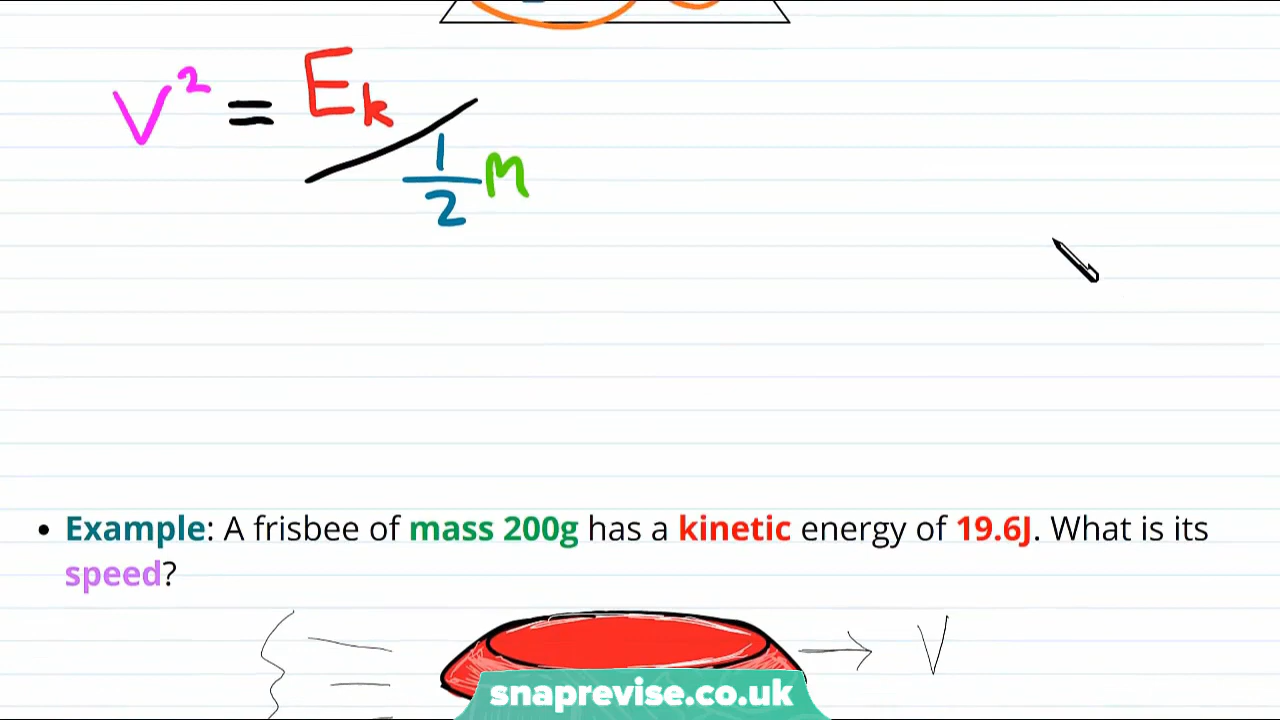 V² = Ek / ½ M
• Example: A frisbee of mass 200g has a kinetic energy of 19.6J. What is its
speed?
V
snaprevise.co.uk